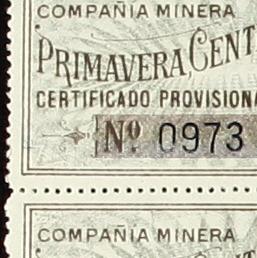 COMPAÑIA MINERA
PRIMAVERA, CENT
CERTIFICADO PROVISIONA
Nº 0973
COMPAÑIA MINERA